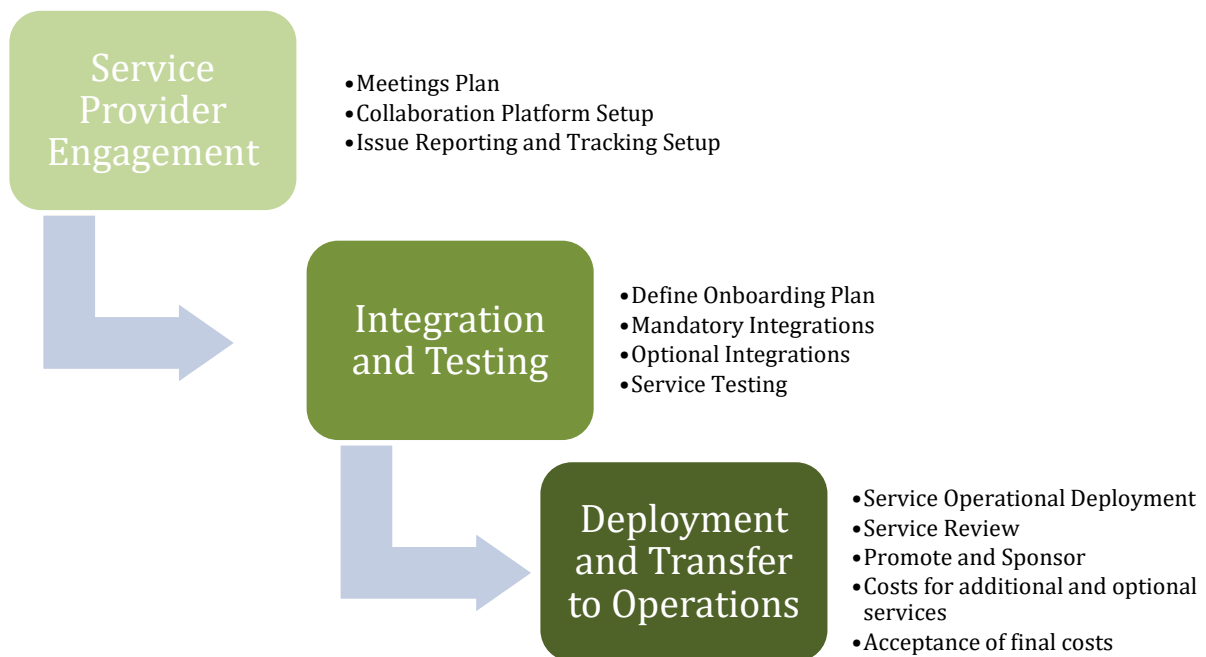 Service
Provider
Engagement
•Meetings Plan
•Collaboration Platform Setup
•Issue Reporting and Tracking Setup
Integration
and Testing
•Define Onboarding Plan
•Mandatory Integrations
•Optional Integrations
•Service Testing
Deployment
and Transfer
to Operations
•Service Operational Deployment
•Service Review
•Promote and Sponsor
•Costs for additional and optional
services
•Acceptance of final costs